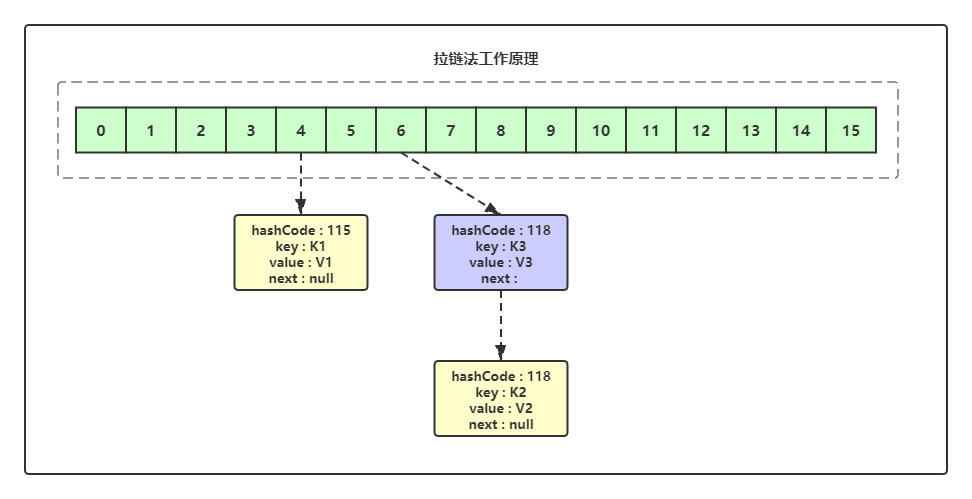 拉链法工作原理
0 1 2 3 4 5 6 7 8 9 10 11 12 13 14 15
hashCode : 115
key : K1
value : V1
next : null
hashCode : 118
key : K3
value : V3
next :
hashCode : 118
key : K2
value : V2
next : null